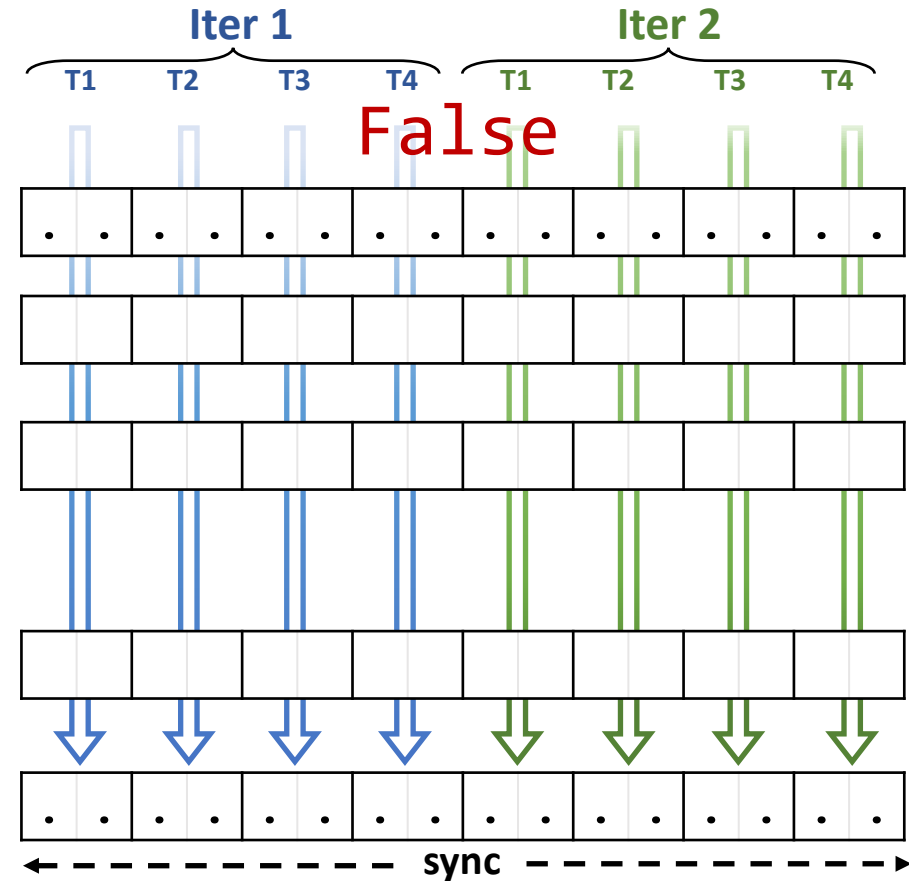 Iter 1 Iter 2
T1 T2 T3 T4 T1 T2 T3 T4
False
. . . . . . . . . . . . . . . .
. . . . . . . . . . . . . . . .
sync